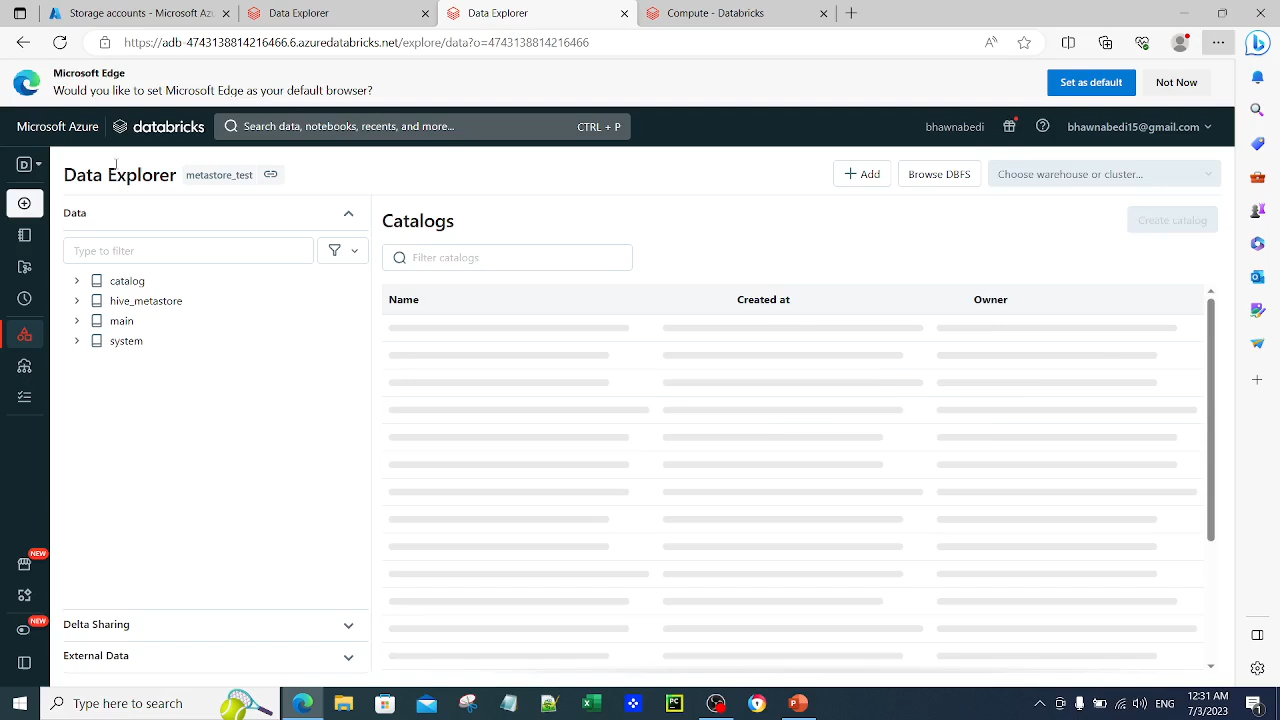 Storage accounts - Microsoft Az
Data Explorer
Data Explorer
Compute - Databricks
https://adb-4743138814216466.6.azuredatabricks.net/explore/data?o=4743138814216466
Microsoft Edge
Would you like to set Microsoft Edge as your default browser?
Set as default
Not Now
Microsoft Azure
databricks
Search data, notebooks, recents, and more...
CTRL + P
bhawnabedi
bhawnabedi15@gmail.com
D
Data Explorer
metastore_test
Add
Browse DBFS
Choose warehouse or cluster...
Data
Type to filter
catalog
hive_metastore
main
system
Catalogs
Create catalog
Filter catalogs
Name
Created at
Owner
NEW
NEW
Delta Sharing
External Data
Type here to search
PC
ENG
12:31 AM
7/3/2023
1